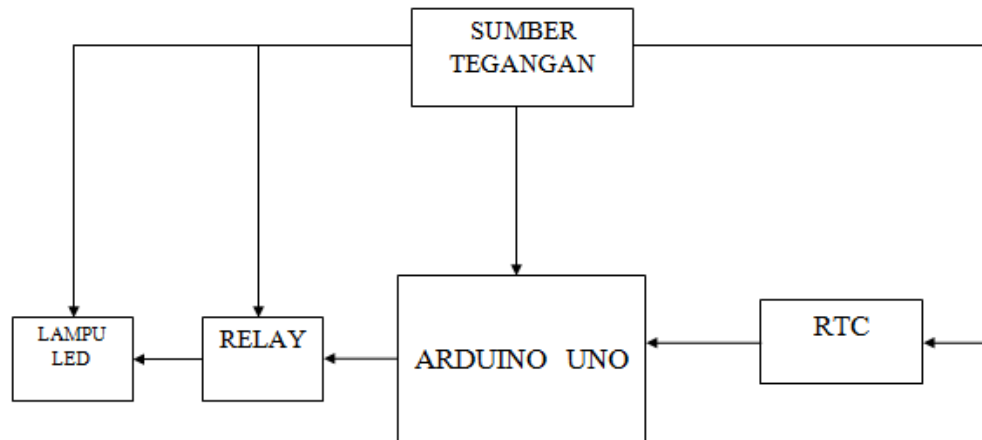 SUMBER
TEGANGAN
LAMPU
LED
RELAY
ARDUINO UNO
RTC